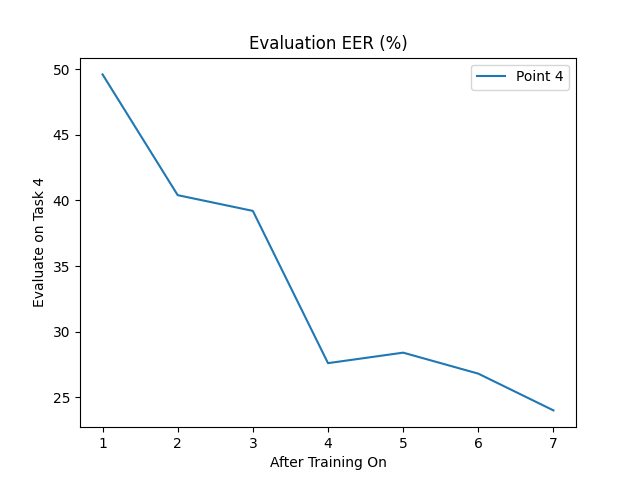 Evaluation EER (%)
Point 4
50
45
40
35
30
25
Evaluate on Task 4
1 2 3 4 5 6 7
After Training On